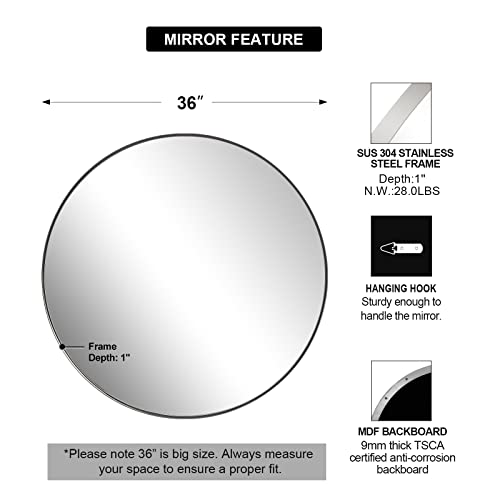 MIRROR FEATURE
36”
Frame
Depth: 1"
*Please note 36” is big size. Always measure
your space to ensure a proper fit.
SUS 304 STAINLESS
STEEL FRAME
Depth:1"
N.W.:28.0LBS
HANGING HOOK
Sturdy enough to
handle the mirror.
MDF BACKBOARD
9mm thick TSCA
certified anti-corrosion
backboard